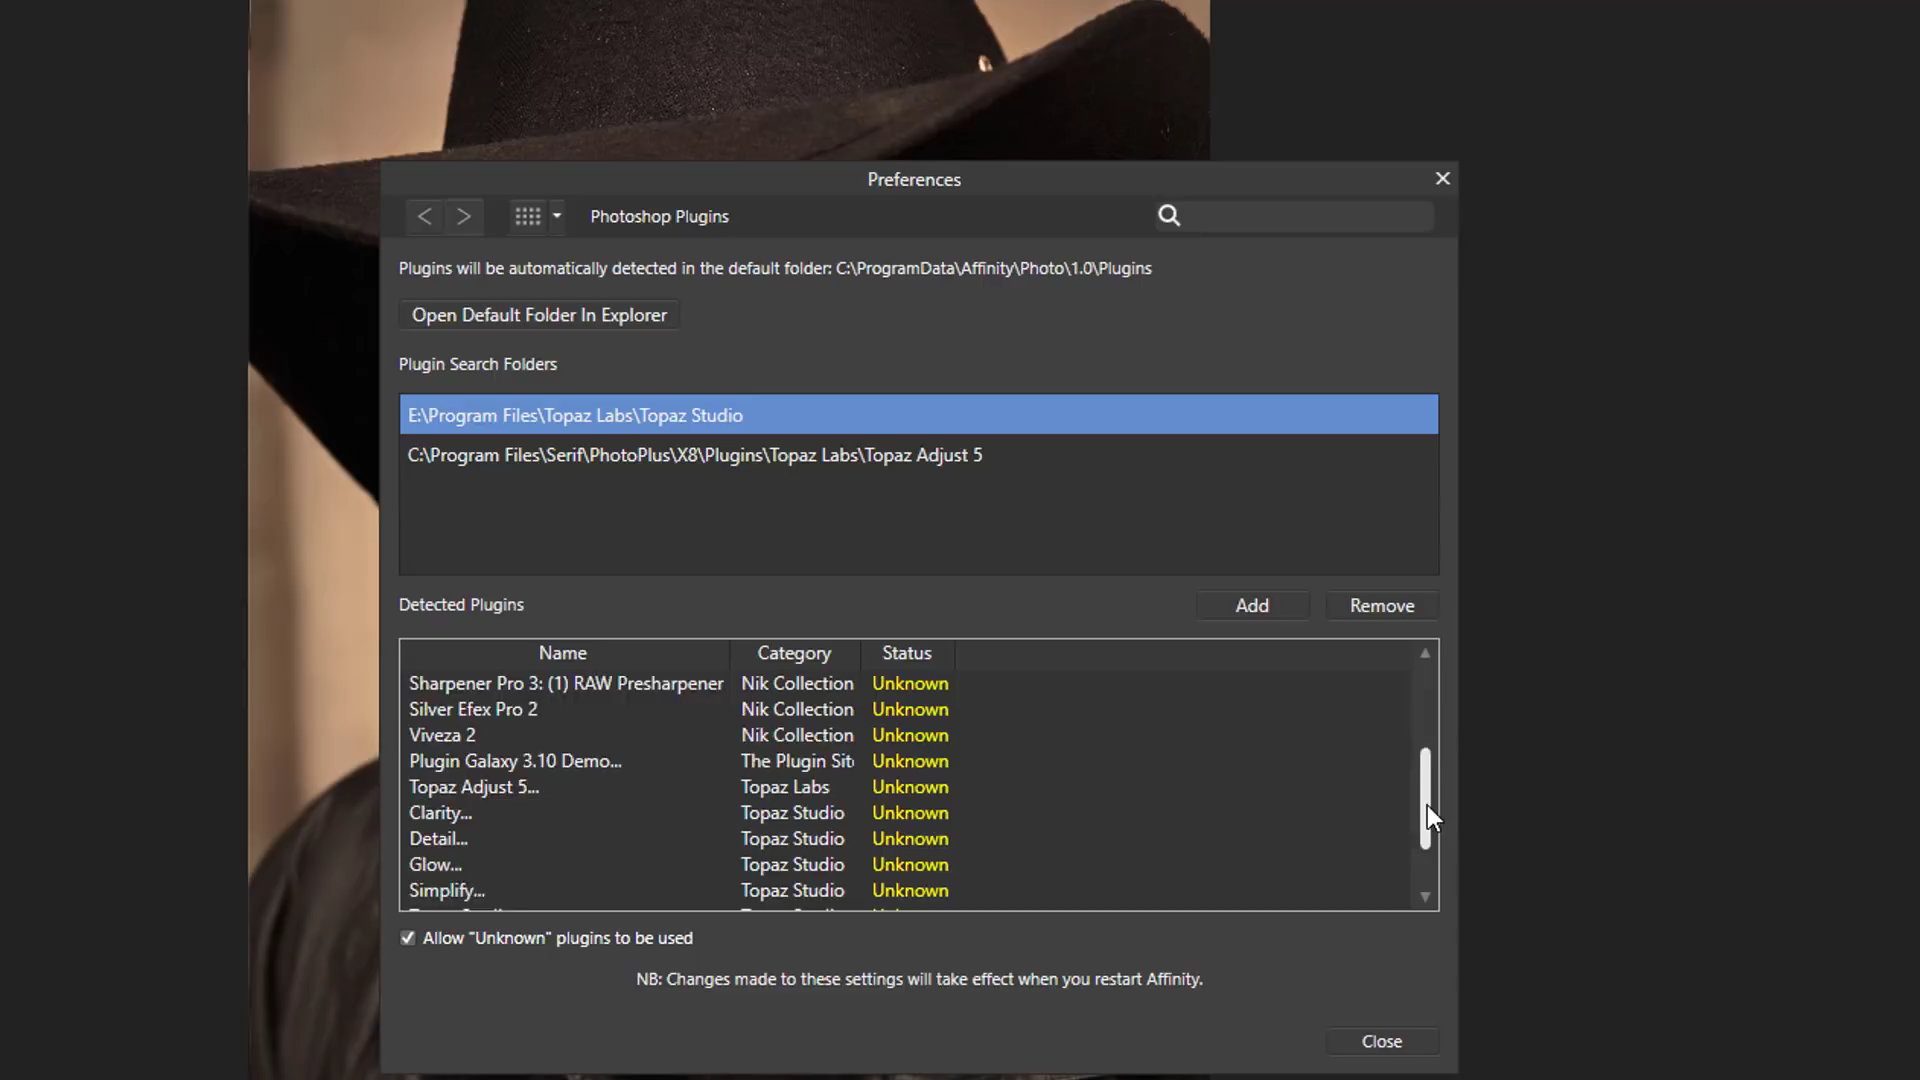 Preferences
Photoshop Plugins
Plugins will be automatically detected in the default folder: C:\ProgramData\Affinity\Photo\1.0\Plugins
Open Default Folder In Explorer
Plugin Search Folders
E:\Program Files\Topaz Labs\Topaz Studio
C:\Program Files\Serif\PhotoPlus\X8\Plugins\Topaz Labs\Topaz Adjust 5
Detected Plugins Add Remove
Name Category Status
Sharpener Pro 3: (1) RAW Presharpener Nik Collection Unknown
Silver Efex Pro 2 Nik Collection Unknown
Viveza 2 Nik Collection Unknown
Plugin Galaxy 3.10 Demo... The Plugin Sit Unknown
Topaz Adjust 5... Topaz Labs Unknown
Clarity... Topaz Studio Unknown
Detail... Topaz Studio Unknown
Glow... Topaz Studio Unknown
Simplify... Topaz Studio Unknown
Allow "Unknown" plugins to be used
NB: Changes made to these settings will take effect when you restart Affinity.
Close